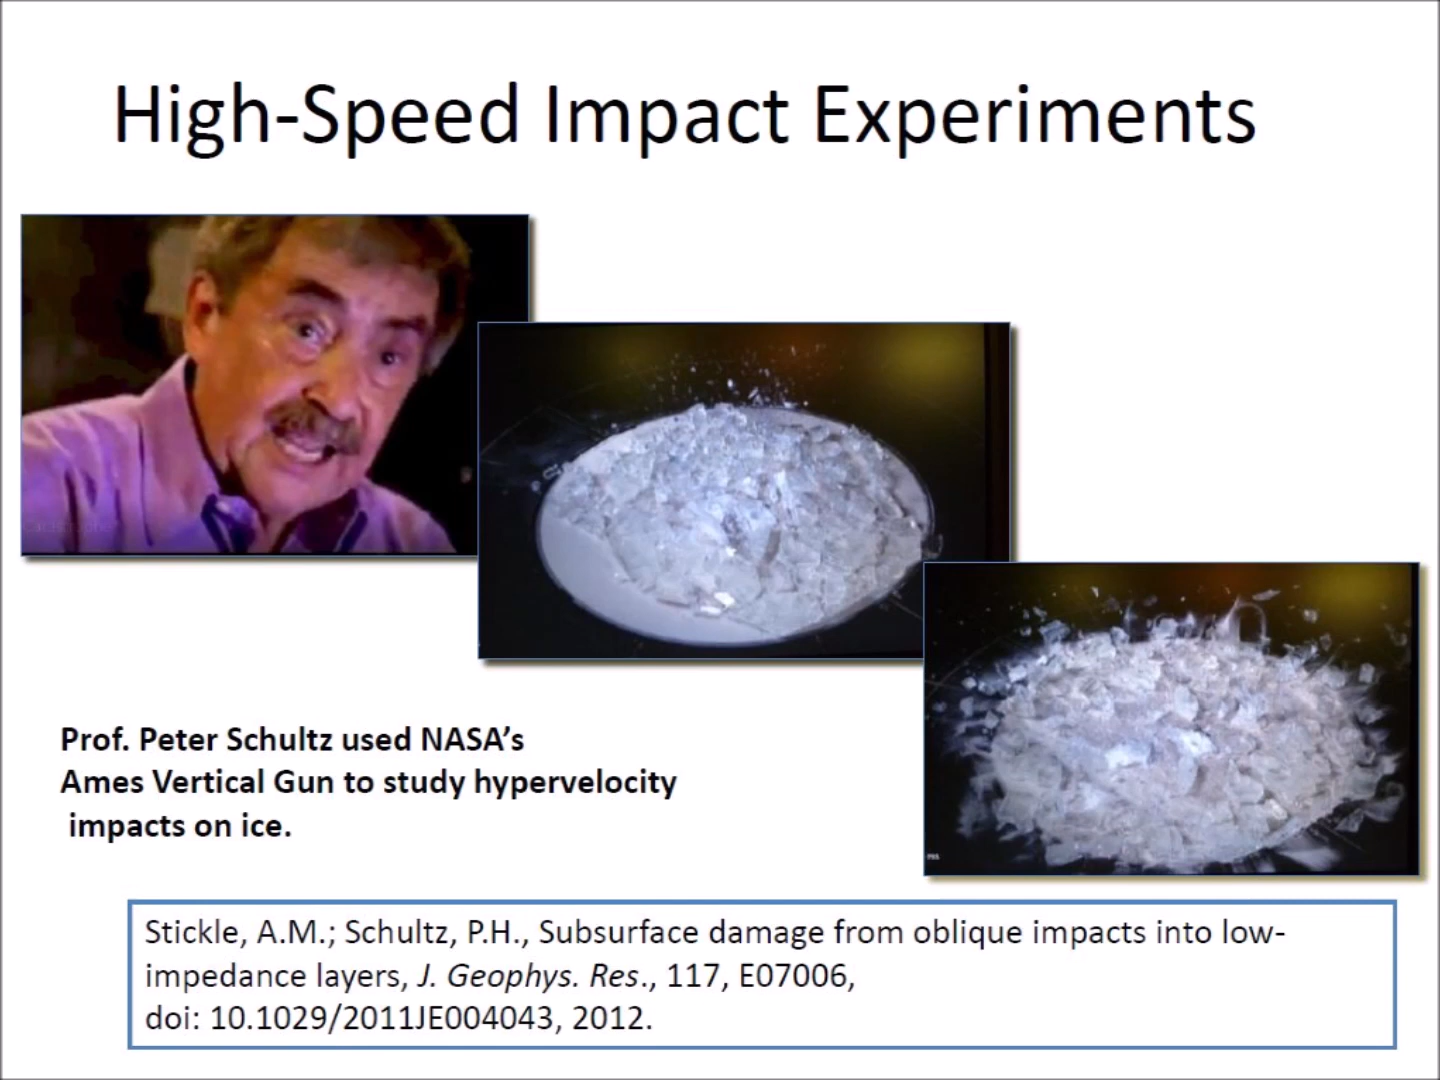 High-Speed Impact Experiments
Prof. Peter Schultz used NASA’s
Ames Vertical Gun to study hypervelocity
impacts on ice.
Stickle, A.M.; Schultz, P.H., Subsurface damage from oblique impacts into low-
impedance layers, J. Geophys. Res., 117, E07006,
doi: 10.1029/2011JE004043, 2012.